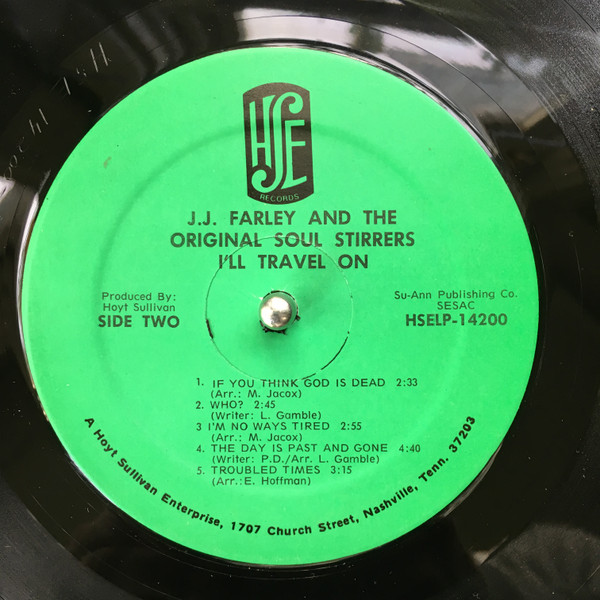 HSE
RECORDS
J.J. FARLEY AND THE
ORIGINAL SOUL STIRRERS
I'LL TRAVEL ON
Produced By:
Hoyt Sullivan
SIDE TWO
Su-Ann Publishing Co.
SESAC
HSELP-14200
1. IF YOU THINK GOD IS DEAD 2:33
(Arr.: M. Jacox)
2. WHO? 2:45
(Writer: L. Gamble)
3 I'M NO WAYS TIRED 2:55
(Arr.: M. Jacox)
4. THE DAY IS PAST AND GONE 4:40
(Writer: P.D./Arr. L. Gamble)
5. TROUBLED TIMES 3:15
(Arr.:E. Hoffman)
A Hoyt Sullivan Enterprise, 1707 Church Street, Nashville, Tenn. 37203